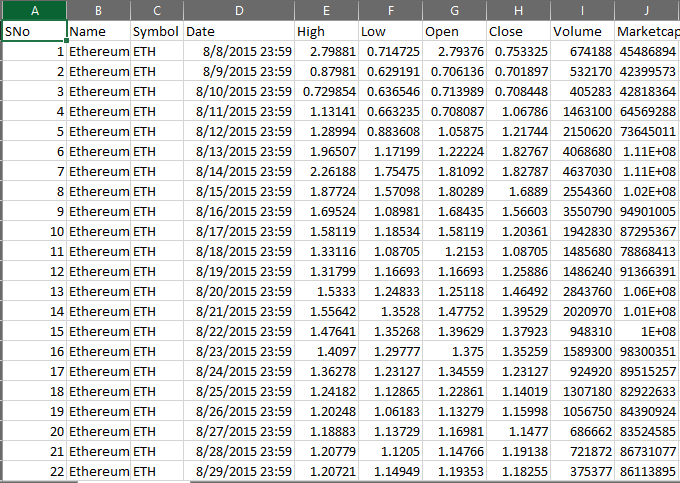 A B C D E F G H I J
SNo Name Symbol Date High Low Open Close Volume Marketcap
1 Ethereum ETH 8/8/2015 23:59 2.79881 0.714725 2.79376 0.753325 674188 45486894
2 Ethereum ETH 8/9/2015 23:59 0.87981 0.629191 0.706136 0.701897 532170 42399573
3 Ethereum ETH 8/10/2015 23:59 0.729854 0.636546 0.713989 0.708448 405283 42818364
4 Ethereum ETH 8/11/2015 23:59 1.13141 0.663235 0.708087 1.06786 1463100 64569288
5 Ethereum ETH 8/12/2015 23:59 1.28994 0.883608 1.05875 1.21744 2150620 73645011
6 Ethereum ETH 8/13/2015 23:59 1.96507 1.17199 1.22224 1.82767 4068680 1.11E+08
7 Ethereum ETH 8/14/2015 23:59 2.26188 1.75475 1.81092 1.82787 4637030 1.11E+08
8 Ethereum ETH 8/15/2015 23:59 1.87724 1.57098 1.80289 1.6889 2554360 1.02E+08
9 Ethereum ETH 8/16/2015 23:59 1.69524 1.08981 1.68435 1.56603 3550790 94901005
10 Ethereum ETH 8/17/2015 23:59 1.58119 1.18534 1.58119 1.20361 1942830 87295367
11 Ethereum ETH 8/18/2015 23:59 1.33116 1.08705 1.2153 1.08705 1485680 78868413
12 Ethereum ETH 8/19/2015 23:59 1.31799 1.16693 1.16693 1.25886 1486240 91366391
13 Ethereum ETH 8/20/2015 23:59 1.5333 1.24833 1.25118 1.46492 2843760 1.06E+08
14 Ethereum ETH 8/21/2015 23:59 1.55642 1.3528 1.47752 1.39529 2020970 1.01E+08
15 Ethereum ETH 8/22/2015 23:59 1.47641 1.35268 1.39629 1.37923 948310 1E+08
16 Ethereum ETH 8/23/2015 23:59 1.4097 1.29777 1.375 1.35259 1589300 98300351
17 Ethereum ETH 8/24/2015 23:59 1.36278 1.23127 1.34559 1.23127 924920 89515257
18 Ethereum ETH 8/25/2015 23:59 1.24182 1.12865 1.22861 1.14019 1307180 82922633
19 Ethereum ETH 8/26/2015 23:59 1.20248 1.06183 1.13279 1.15998 1056750 84390924
20 Ethereum ETH 8/27/2015 23:59 1.18883 1.13729 1.16981 1.1477 686662 83524585
21 Ethereum ETH 8/28/2015 23:59 1.20779 1.1205 1.14766 1.19138 721872 86731077
22 Ethereum ETH 8/29/2015 23:59 1.20721 1.14949 1.19353 1.18255 375377 86113895